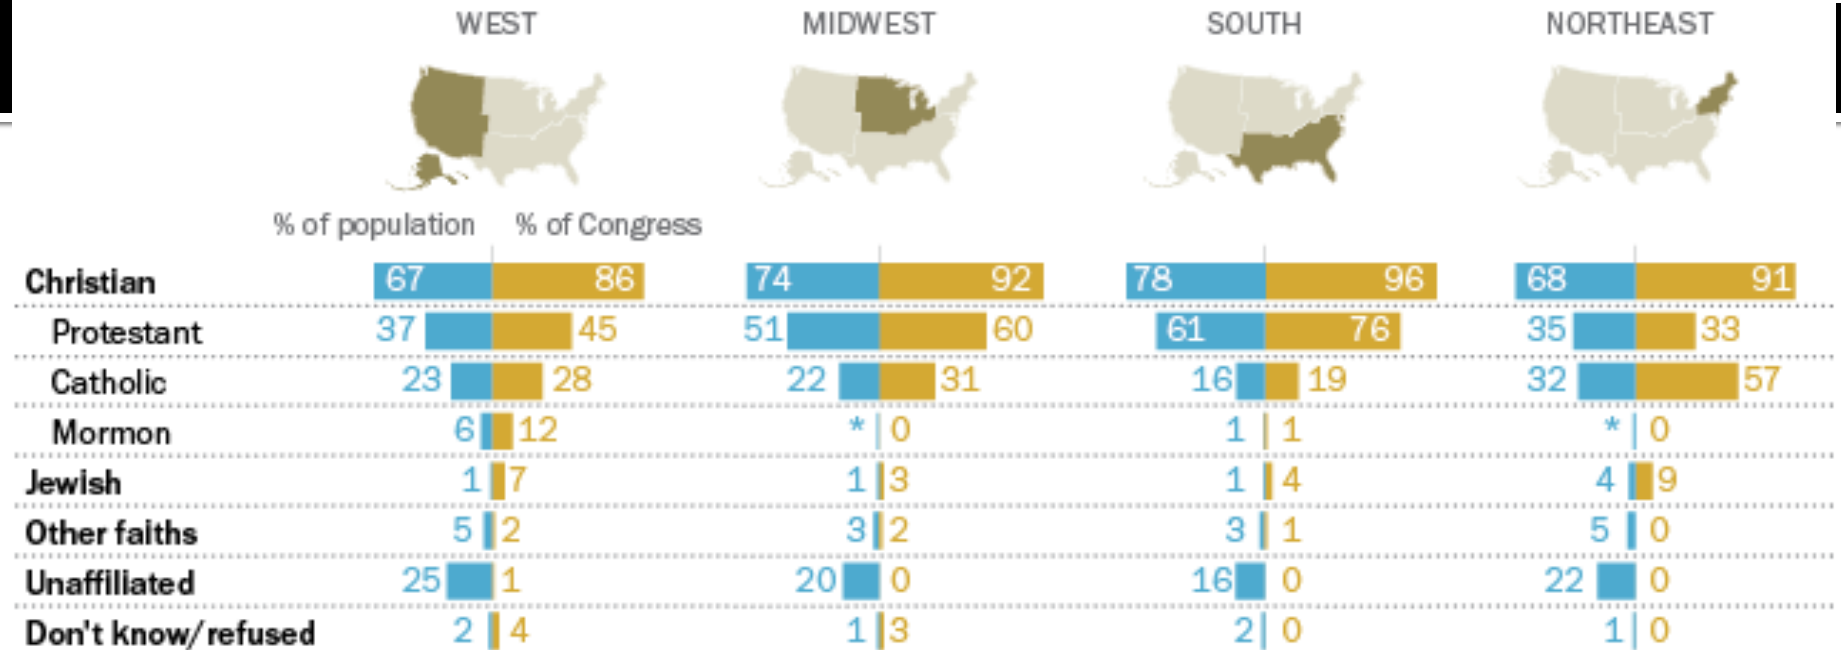 WEST MIDWEST SOUTH NORTHEAST
% of population % of Congress
Christian 67 86 74 92 78 96 68 91
Protestant 37 45 51 60 61 76 35 33
Catholic 23 28 22 31 16 19 32 57
Mormon 6 12 * 0 1 1 * 0
Jewish 1 7 1 3 1 4 4 9
Other faiths 5 2 3 2 3 1 5 0
Unaffiliated 25 1 20 0 16 0 22 0
Don't know/refused 2 4 1 3 2 0 1 0